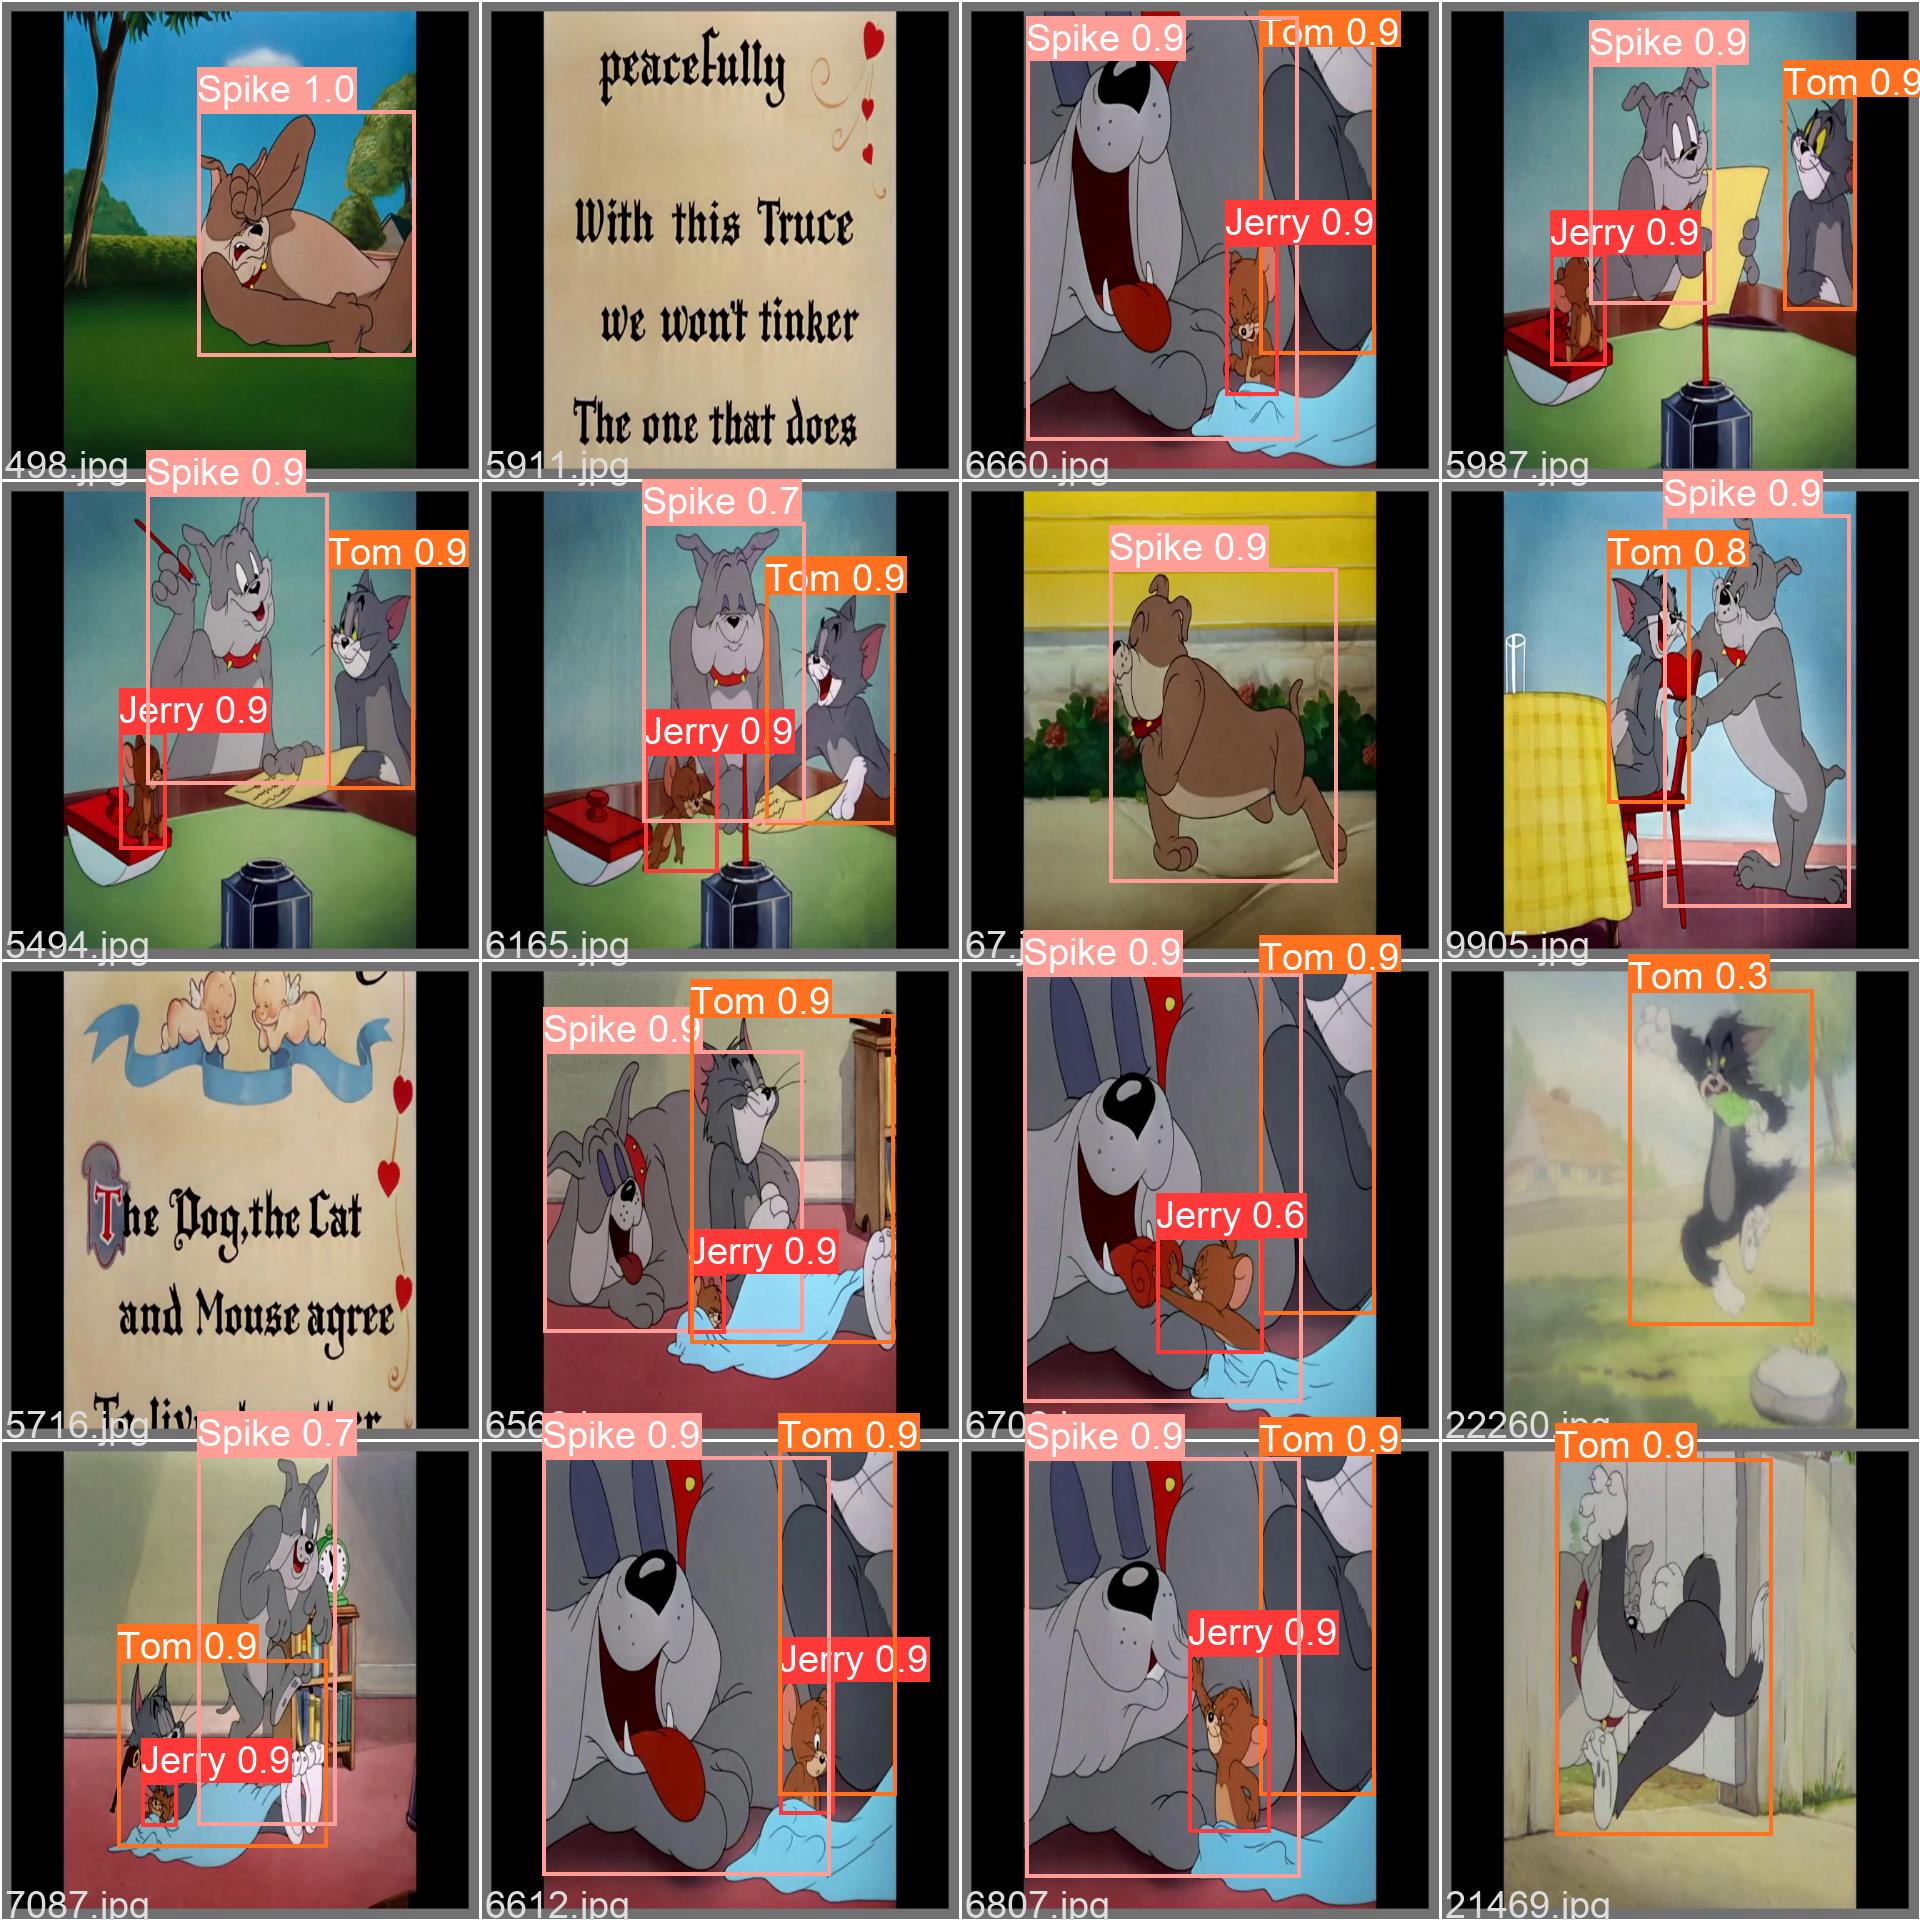 Spike 1.0
498.jpg
peacefully
With this Truce
we won't tinker
The one that does
5911.jpg
Spike 0.9
Tom 0.9
Jerry 0.9
6660.jpg
Spike 0.9
Tom 0.9
Jerry 0.9
5987.jpg
Spike 0.9
Tom 0.9
Jerry 0.9
5494.jpg
Spike 0.7
Tom 0.9
Jerry 0.9
6165.jpg
Spike 0.9
67.j
Spike 0.9
Tom 0.8
9905.jpg
The Dog, the Cat
and Mouse agree
5716.jpg
Tom 0.9
Spike 0.9
Jerry 0.9
Spike 0.9
Tom 0.9
Jerry 0.6
Tom 0.3
22260.jpg
Spike 0.7
Tom 0.9
Jerry 0.9
7087.jpg
Spike 0.9
Tom 0.9
Jerry 0.9
6612.jpg
Spike 0.9
Tom 0.9
Jerry 0.9
6807.jpg
Tom 0.9
21469.jpg